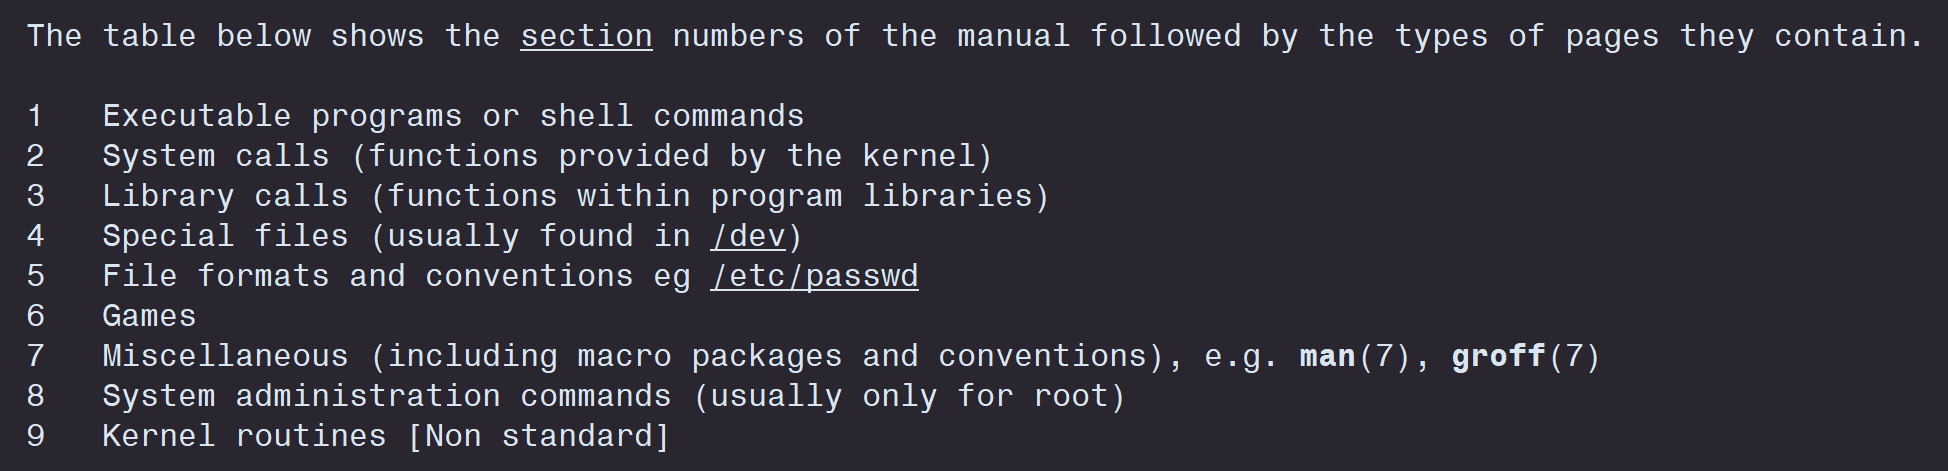 The table below shows the section numbers of the manual followed by the types of pages they contain.
1 Executable programs or shell commands
2 System calls (functions provided by the kernel)
3 Library calls (functions within program libraries)
4 Special files (usually found in /dev)
5 File formats and conventions eg /etc/passwd
6 Games
7 Miscellaneous (including macro packages and conventions), e.g. man(7), groff(7)
8 System administration commands (usually only for root)
9 Kernel routines [Non standard]